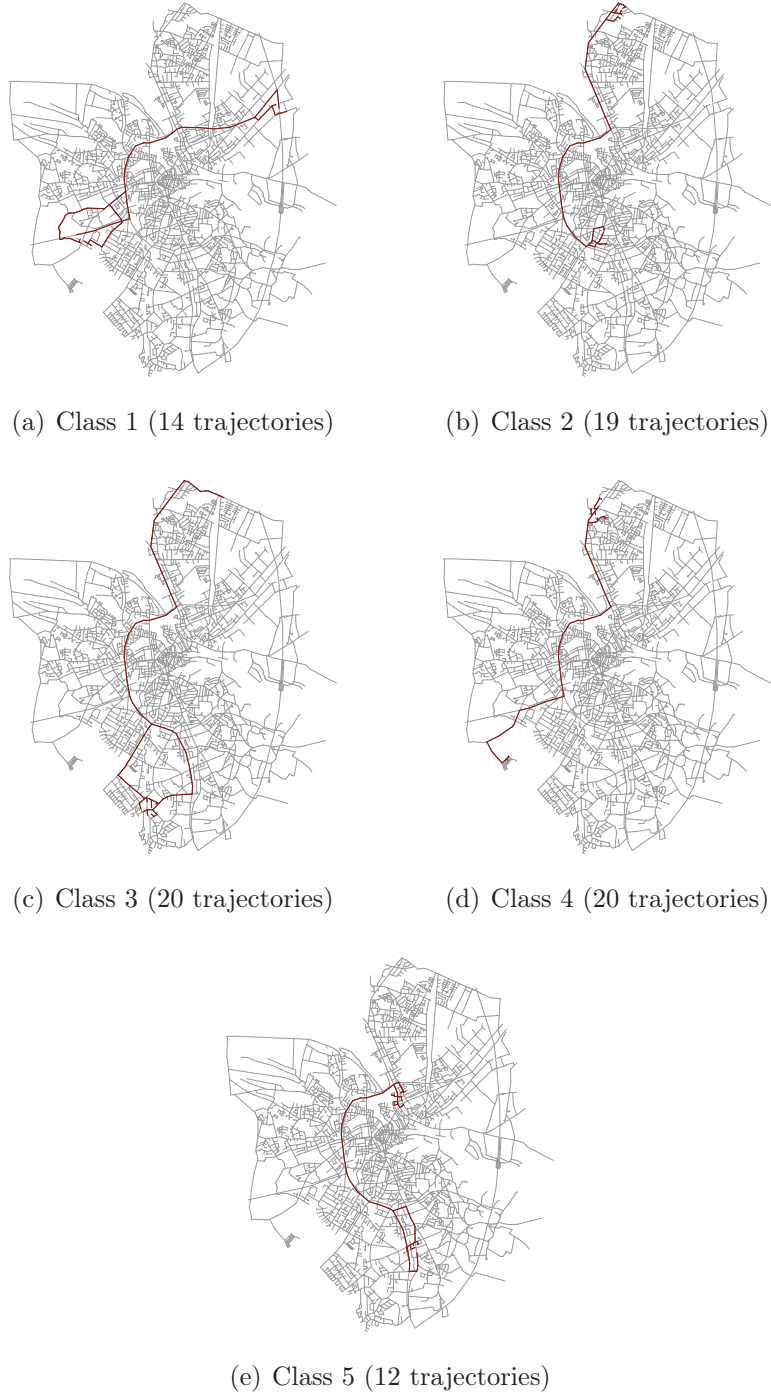 (a) Class 1 (14 trajectories)
(b) Class 2 (19 trajectories)
(c) Class 3 (20 trajectories)
(d) Class 4 (20 trajectories)
(e) Class 5 (12 trajectories)